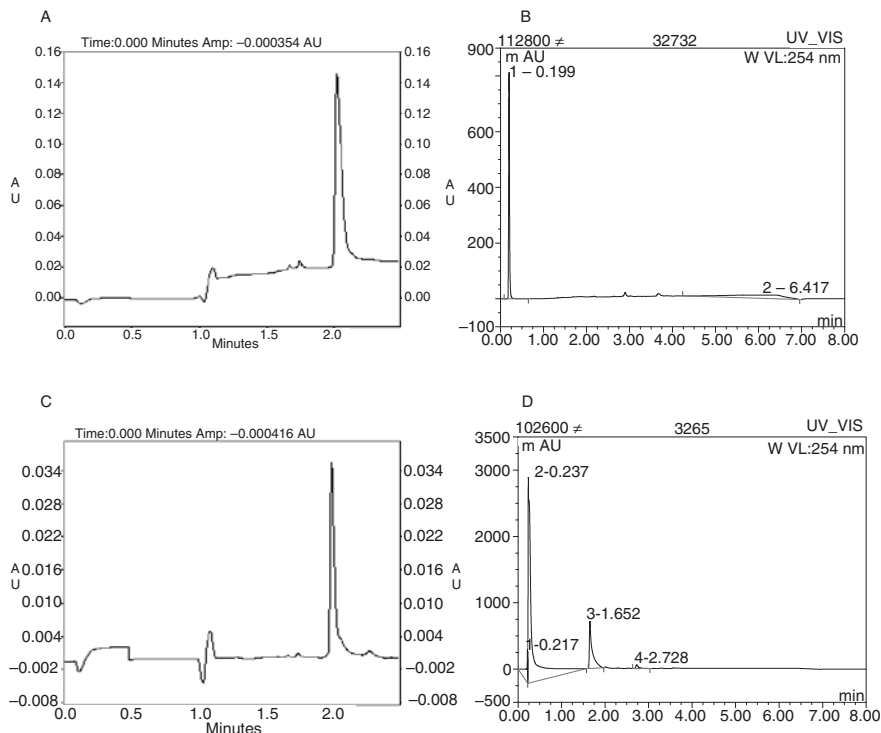 A
Time:0.000 Minutes Amp: –0.000354 AU
0.16 0.16
0.14 0.14
0.12 0.12
0.10 0.10
0.08 0.08
A
U
0.06 0.06
0.04 0.04
0.02 0.02
0.00 0.00
0.0 0.5 1.0 1.5 2.0
Minutes
B
112800 ≠ 32732 UV_VIS
900 m AU W VL:254 nm
1 – 0.199
600
400
A
U
200
2 – 6.417
–100 min
0.00 1.00 2.00 3.00 4.00 5.00 6.00 7.00 8.00
C
Time:0.000 Minutes Amp: –0.000416 AU
0.034 0.034
0.028 0.028
0.022 0.022
A
U
0.016 0.016
0.010 0.010
0.004 0.004
–0.002 –0.002
–0.008 –0.008
0.0 0.5 1.0 1.5 2.0
Minutes
D
102600 ≠ 3265 UV_VIS
3500 m AU W VL:254 nm
3000 2-0.237
2000
A
U
1000
3-1.652
1-0.217
4-2.728
0
–500 min
0.00 1.00 2.00 3.00 4.00 5.00 6.00 7.00 8.00